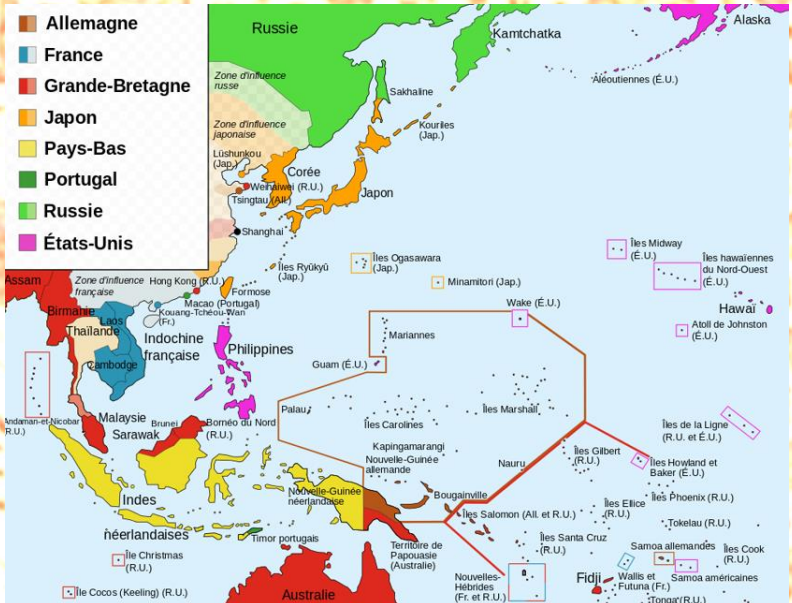 Allemagne
France
Grande-Bretagne
Japon
Pays-Bas
Portugal
Russie
États-Unis
Russie
Kamtchatka
Alaska
Aléoutiennes (É.U.)
Zone d'influence
russe
Sakhaline
Zone d'influence
japonaise
Kouriles
(Jap.)
Lüshunkou
(Jap.)
Corée
Weihaiwei (R.U.)
Tsingtau (All.)
Japon
Shanghai
Îles Midway
(É.U.)
Îles hawaïennes
du Nord-Ouest
(É.U.)
Îles Ogasawara
(Jap.)
Îles Ryūkyū
(Jap.)
Minamitori (Jap.)
Assam
Zone d'influence
française
Hong Kong (R.U.)
Formose
Macao (Portugal)
Kouang-Tchéou-Wan
(Fr.)
Wake (É.U.)
Hawaï
Birmanie
Laos
Thaïlande
Indochine
française
Mariannes
Atoll de Johnston
(É.U.)
Philippines
Cambodge
Guam (É.U.)
Andaman-et-Nicobar
(R.U.)
Malaysie
Sarawak
Brunei
Bornéo du Nord
(R.U.)
Palau
Îles Carolines
Îles Marshall
Îles de la Ligne
(R.U. et É.U.)
Kapingamarangi
Nouvelle-Guinée
allemande
Nauru
Îles Gilbert
(R.U.)
Îles Howland et
Baker (É.U.)
Indes
néerlandaises
Nouvelle-Guinée
néerlandaise
Bougainville
Îles Phoenix (R.U.)
Îles Salomon (All. et R.U.)
Îles Ellice
(R.U.)
Tokelau (R.U.)
Timor portugais
Territoire de
Papouasie
(Australie)
Îles Santa Cruz
(R.U.)
Samoa allemandes
Îles Cook
(R.U.)
Île Christmas
(R.U.)
Îles Cocos (Keeling) (R.U.)
Australie
Nouvelles-
Hébrides
(Fr. et R.U.)
Fidji
Wallis et
Futuna (Fr.)
Samoa américaines
Tonga (R.U.)